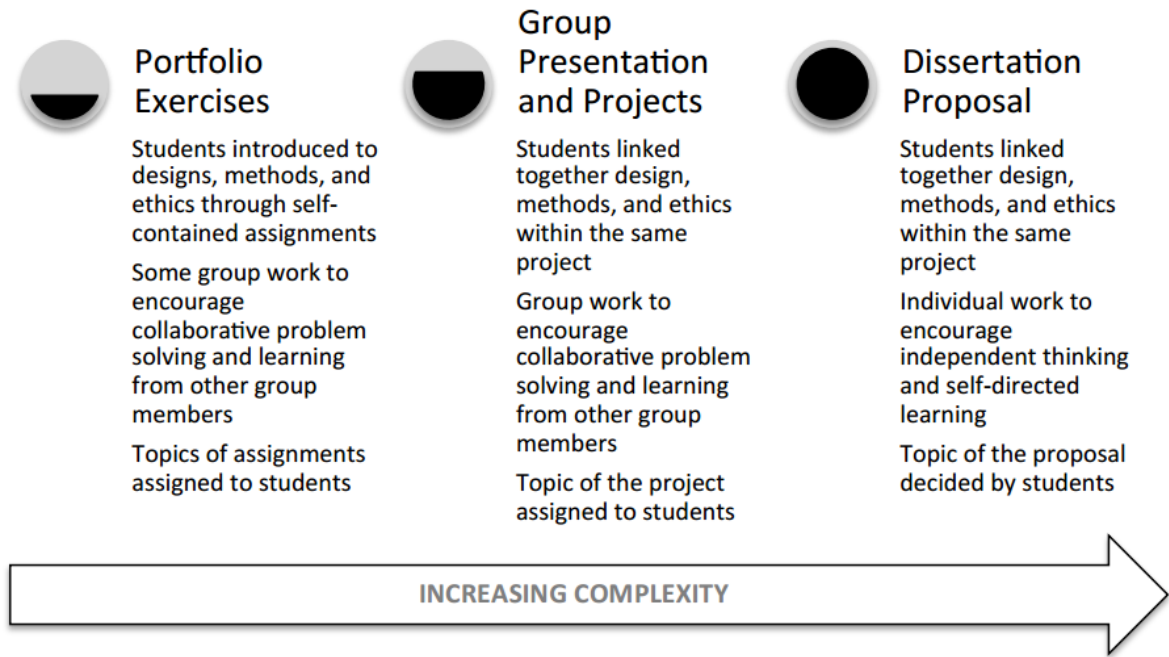 Portfolio
Exercises
Students introduced to
designs, methods, and
ethics through self-
contained assignments
Some group work to
encourage
collaborative problem
solving and learning
from other group
members
Topics of assignments
assigned to students
Group
Presentation
and Projects
Students linked
together design,
methods, and ethics
within the same
project
Group work to
encourage
collaborative problem
solving and learning
from other group
members
Topic of the project
assigned to students
Dissertation
Proposal
Students linked
together design,
methods, and ethics
within the same
project
Individual work to
encourage
independent thinking
and self-directed
learning
Topic of the proposal
decided by students
INCREASING COMPLEXITY